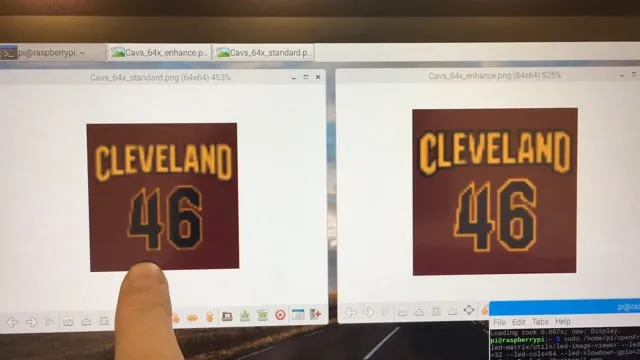 pi@raspberrypi: ~
Cavs_64x_enhance.p..
Cavs_64x_standard.p..
Cavs_64x_standard.png (64x64) 453%
Cavs_64x_enhance.png (64x64) 525%
CLEVELAND
46
CLEVELAND
46
pi@ras
File Edit Tabs Help
Loading took 0.067s; now: Display.
pi@raspberrypi:~ $ sudo /home/pi/openFr
led-matrix/utils/led-image-viewer --led
=32 --led-cols=64 --led-slowdown-gpio